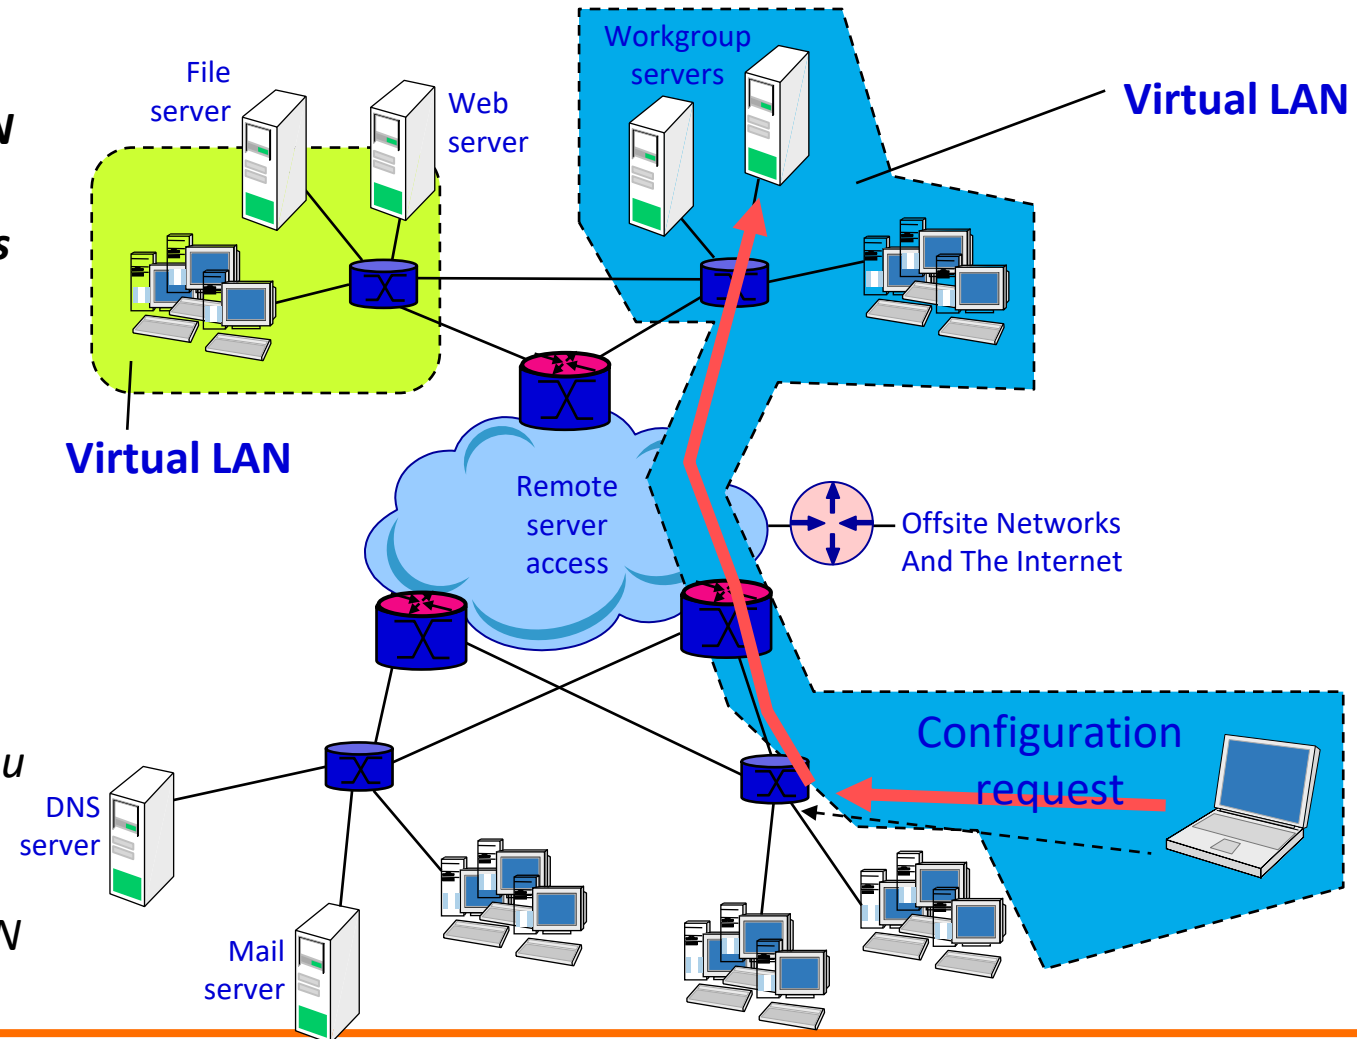 Workgroup
servers
File
server
Web
server
Virtual LAN
N
s
Virtual LAN
Remote
server
access
Offsite Networks
And The Internet
Configuration
request
u
DNS
server
N
Mail
server